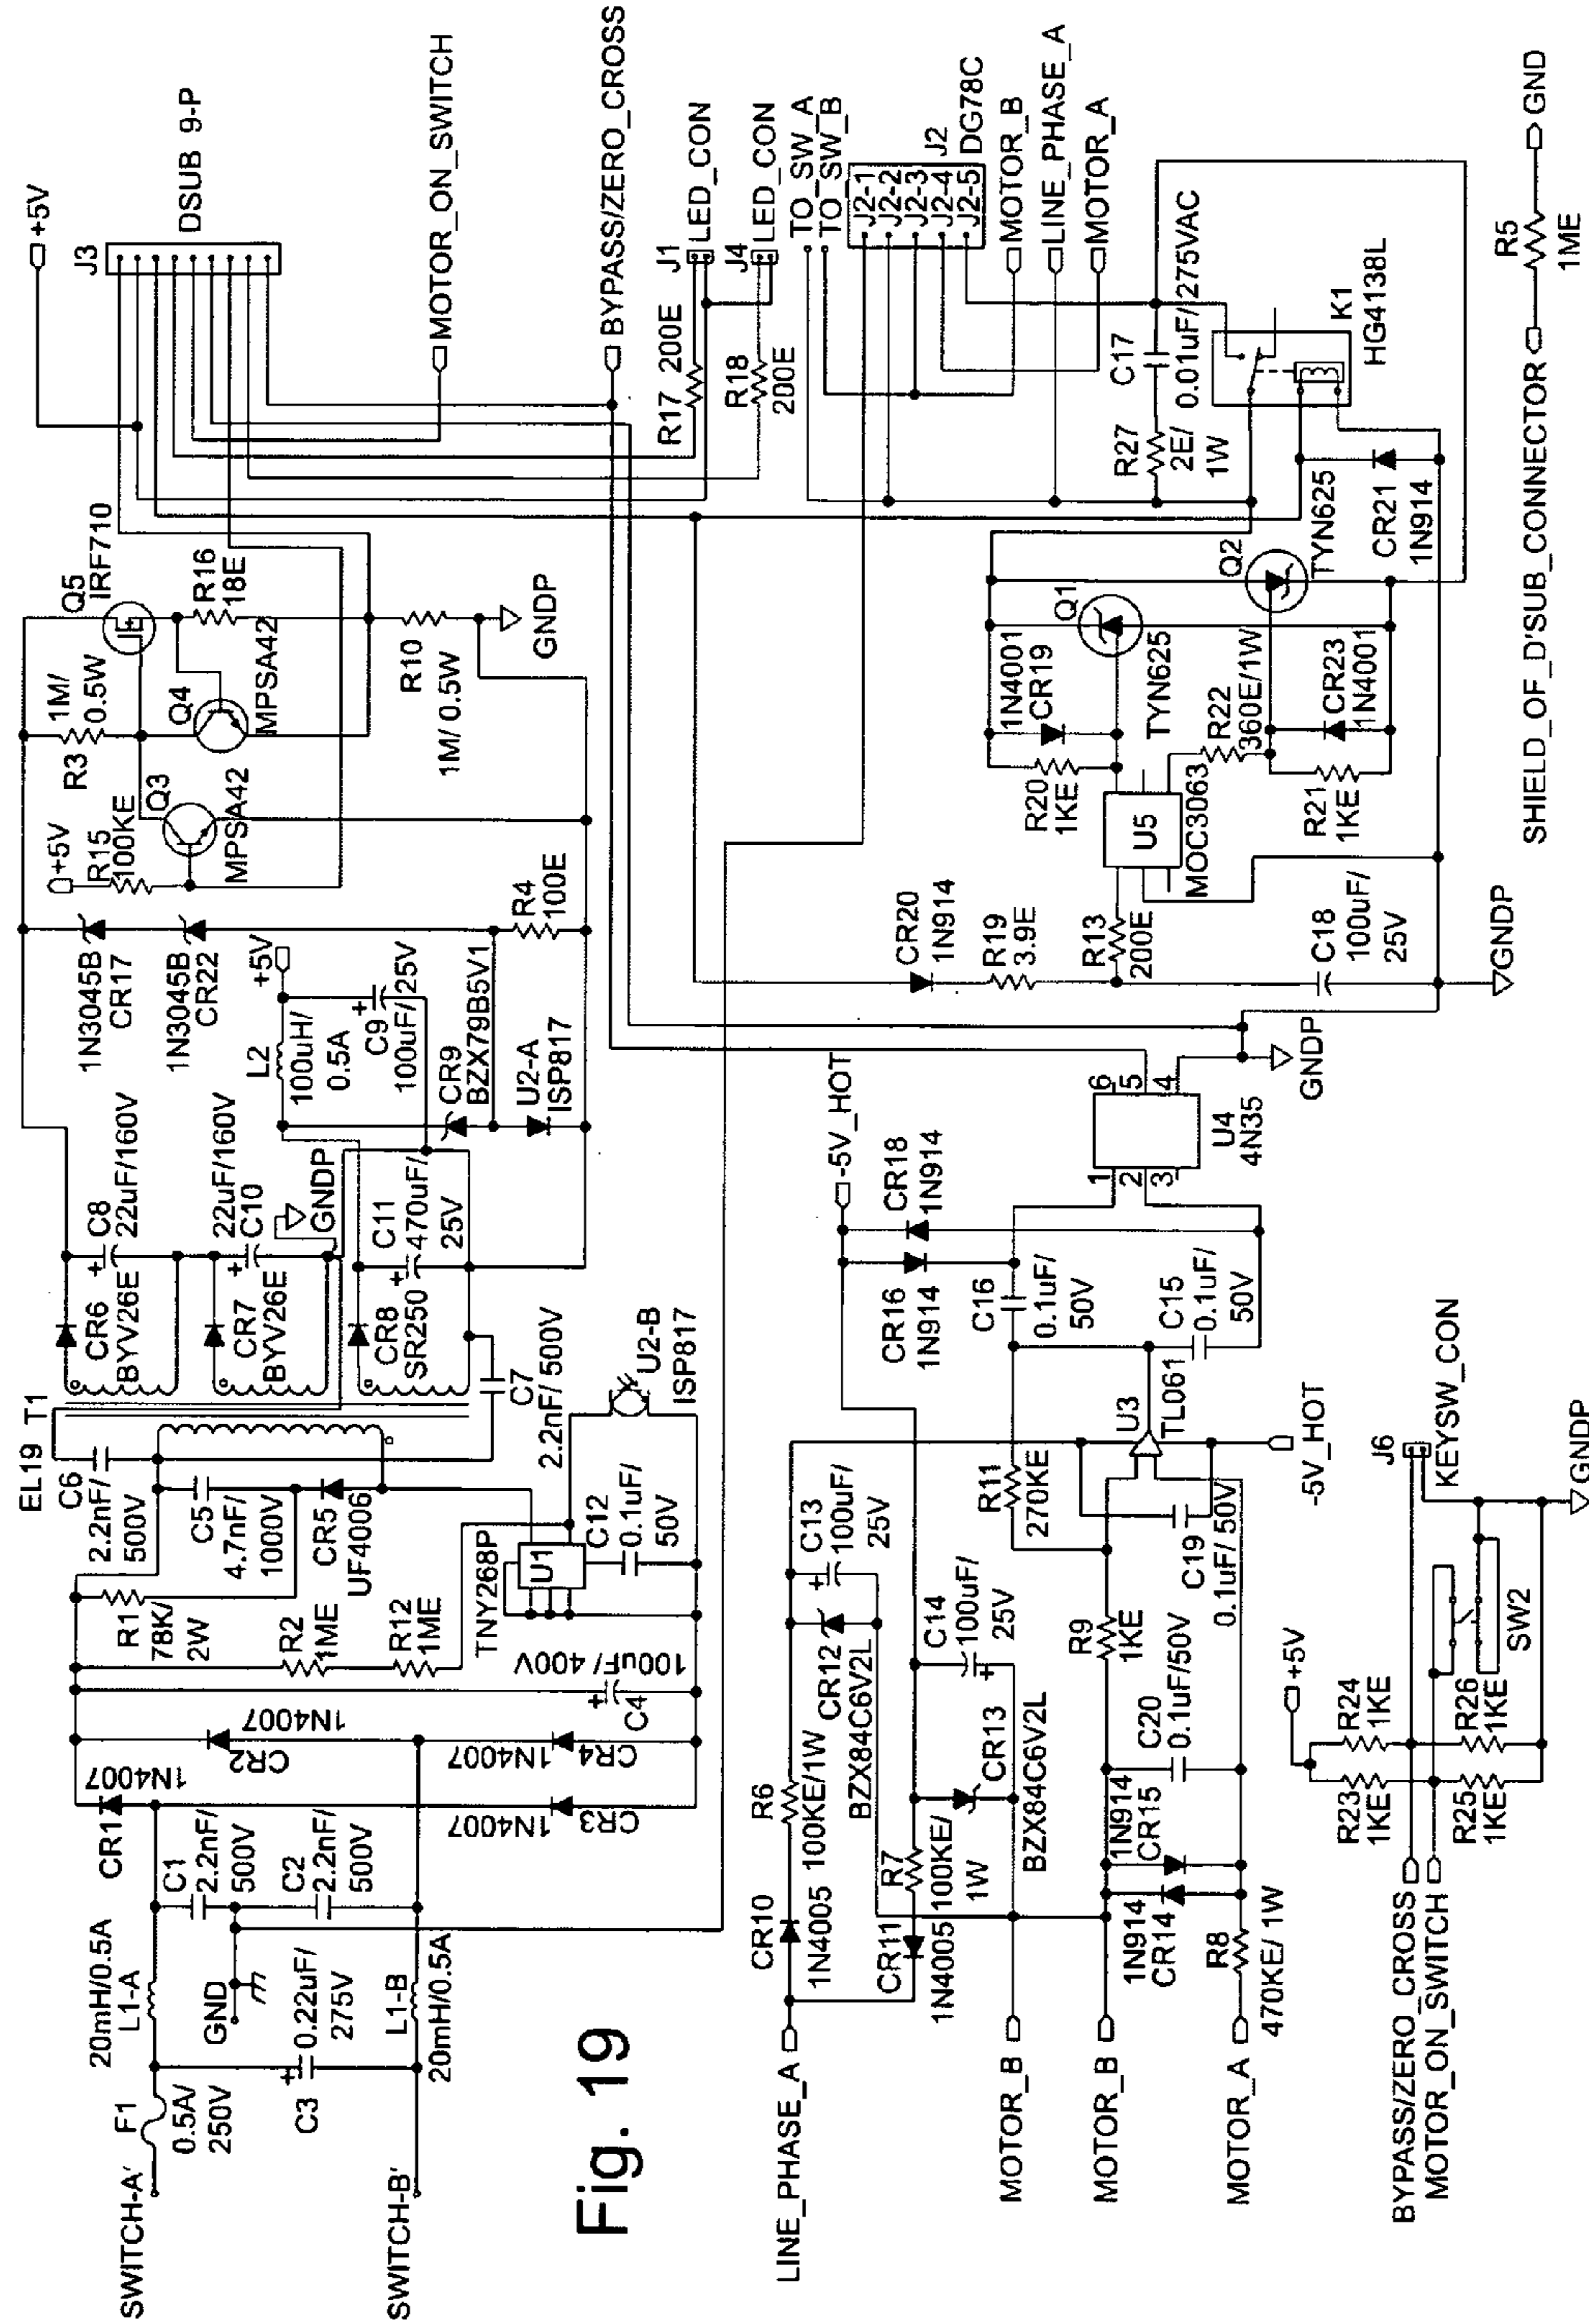 SWITCH-A'
F1
0.5A/
250V
20mH/0.5A
L1-A
GND
C3
0.22uF/
275V
L1-B
20mH/0.5A
SWITCH-B'
C1
2.2nF/
500V
C2
2.2nF/
500V
CR1
1N4007
CR2
1N4007
CR3
1N4007
CR4
1N4007
C4
100uF/400V
R1
78K/
2W
R2
1ME
R12
1ME
EL19 T1
C6
2.2nF/
500V
C5
4.7nF/
1000V
CR5
UF4006
TNY268P
U1
C12
0.1uF/
50V
U2-B
ISP817
C7
2.2nF/500V
CR6
BYV26E
CR7
BYV26E
CR8
SR250
C8
22uF/160V
22uF/160V
C10
GNDP
C11
470uF/
25V
L2
100uH/
0.5A
+5V
C9
100uF/25V
CR9
BZX79B5V1
U2-A
ISP817
R4
100E
1N3045B
CR17
1N3045B
CR22
+5V
R15
100KE
Q3
MPSA42
R3
1M/
0.5W
Q4
MPSA42
Q5
IRF710
R16
18E
R10
1M/0.5W
GNDP
+5V
J3
DSUB 9-P
MOTOR_ON_SWITCH
BYPASS/ZERO_CROSS
R17 200E
J1
LED_CON
R18
200E
J4
LED_CON
TO_SW_A
TO_SW_B
J2-1
J2-2
J2-3
J2-4
J2-5
J2
DG78C
MOTOR_B
LINE_PHASE_A
MOTOR_A
C17
0.01uF/275VAC
R27
2E/
1W
K1
HG4138L
CR21
1N914
Q1
TYN625
Q2
TYN625
1N4001
CR19
R20
1KE
U5
MOC3063
R22
360E/1W
R21
1KE
CR23
1N4001
CR20
1N914
R19
3.9E
R13
200E
C18
100uF/
25V
GNDP
SHIELD_OF_D'SUB_CONNECTOR
R5
1ME
GND
Fig. 19
LINE_PHASE_A
CR10
1N4005
R6
100KE/1W
CR11
1N4005
R7
100KE/
1W
CR12
BZX84C6V2L
C13
100uF/
25V
C14
100uF/
25V
CR13
BZX84C6V2L
MOTOR_B
MOTOR_B
MOTOR_A
R8
470KE/1W
1N914
CR14
1N914
CR15
C20
0.1uF/50V
R9
1KE
R11
270KE
C19
0.1uF/50V
U3
TL061
-5V_HOT
-5V_HOT
CR16
1N914
CR18
1N914
C16
0.1uF/
50V
C15
0.1uF/
50V
1
2
3
6
5
4
U4
4N35
GNDP
BYPASS/ZERO_CROSS
MOTOR_ON_SWITCH
+5V
R23
1KE
R24
1KE
R25
1KE
R26
1KE
SW2
J6
KEYSW_CON
GNDP